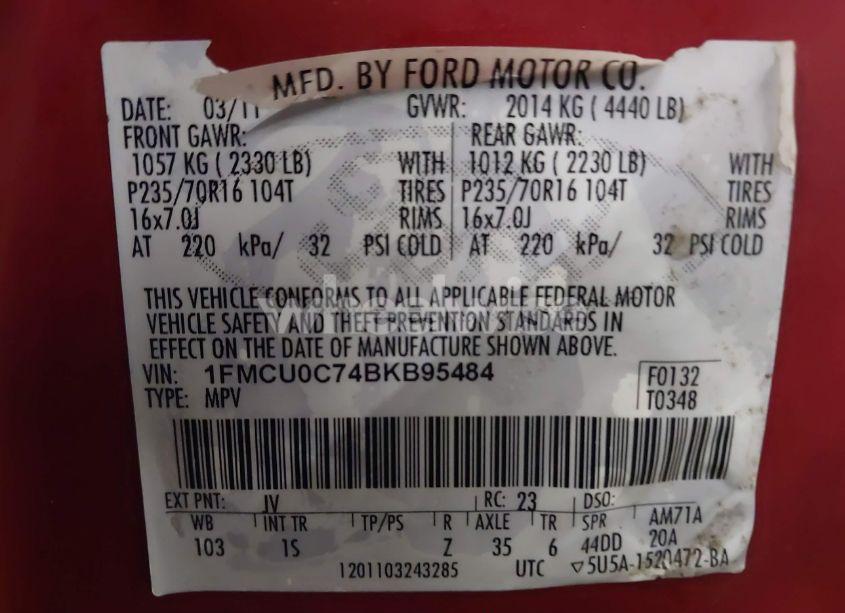 MFD. BY FORD MOTOR CO.
DATE: 03/11 GVWR: 2014 KG ( 4440 LB)
FRONT GAWR: REAR GAWR:
1057 KG ( 2330 LB) WITH 1012 KG ( 2230 LB) WITH
P235/70R16 104T TIRES P235/70R16 104T TIRES
16x7.0J RIMS 16x7.0J RIMS
AT 220 kPa/ 32 PSI COLD AT 220 kPa/ 32 PSI COLD
THIS VEHICLE CONFORMS TO ALL APPLICABLE FEDERAL MOTOR
VEHICLE SAFETY AND THEFT PREVENTION STANDARDS IN
EFFECT ON THE DATE OF MANUFACTURE SHOWN ABOVE.
VIN: 1FMCU0C74BKB95484 F0132
TYPE: MPV T0348
EXT PNT: JV RC: 23 DSO:
WB INT TR TP/PS R AXLE TR SPR AM71A
103 1S Z 35 6 44DD 20A
1201103243285 UTC ▽5U5A-1520472-BA